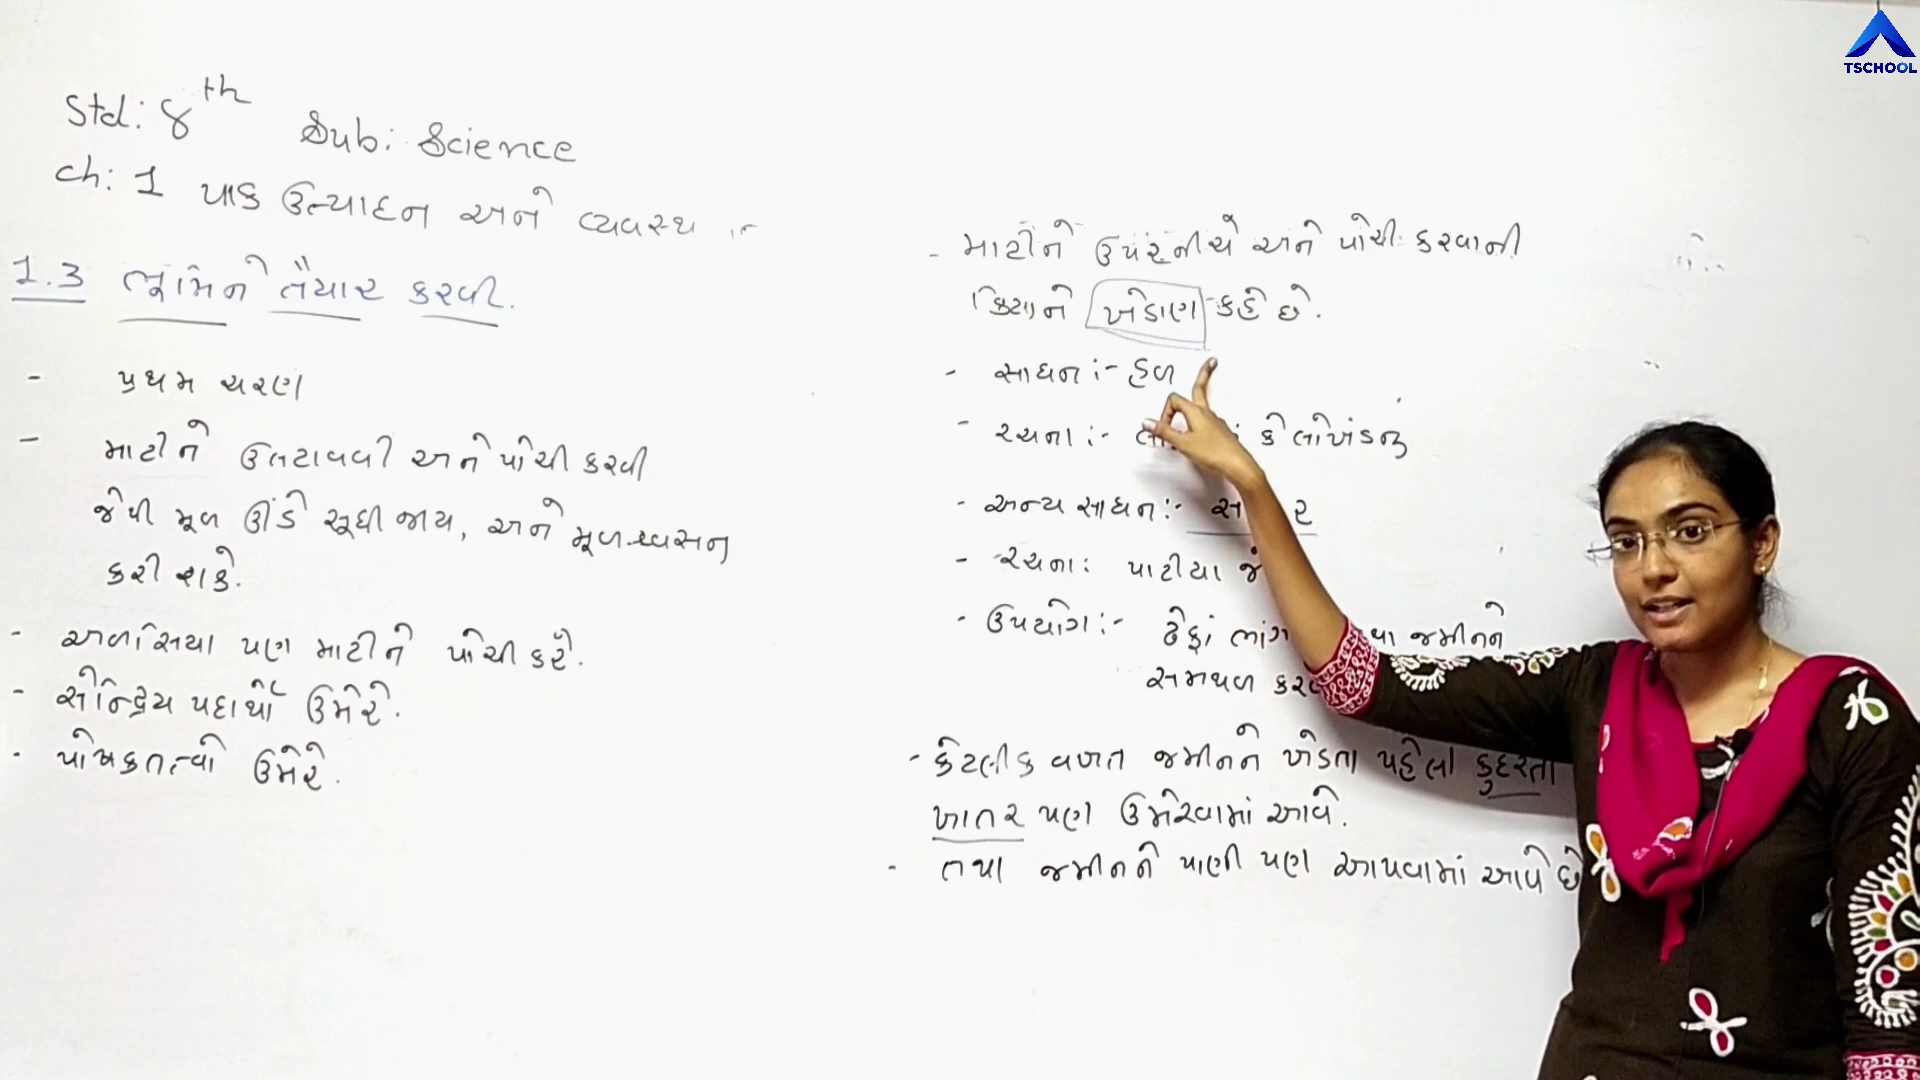 TSCHOOL
Std: 8th Sub: Science
ch: 1 પાક ઉત્પાદન અને વ્યવસ્થ
1.3 ભૂમિને તૈયાર કરવી.
- પ્રથમ ચરણ
- માટીને ઉલટાવવી અને પોચી કરવી
જેથી મૂળ ઊંડે સૂધી જાય, અને મૂળ શ્વસન
કરી શકે.
- અળસિયા પણ માટીને પોચી કરે.
- સેન્દ્રિય પદાર્થો ઉમેરે.
- પોષકતત્વો ઉમેરે.
- માટીને ઉપર નીચે અને પોચી કરવાની
ક્રિયાને ખેડાણ કહે છે.
- સાધન :- હળ
- રચના :- કે લોખંડનું
- અન્ય સાધન :-
- રચના : પાટીયા
- ઉપયોગ :- ઢેફાં જમીનને
સમથળ
- કેટલીક વખત જમીનને ખેડતા પહેલાં કુદરતી
ખાતર પણ ઉમેરવામાં આવે.
- તથા જમીનને પાણી પણ આપવામાં આવે છે